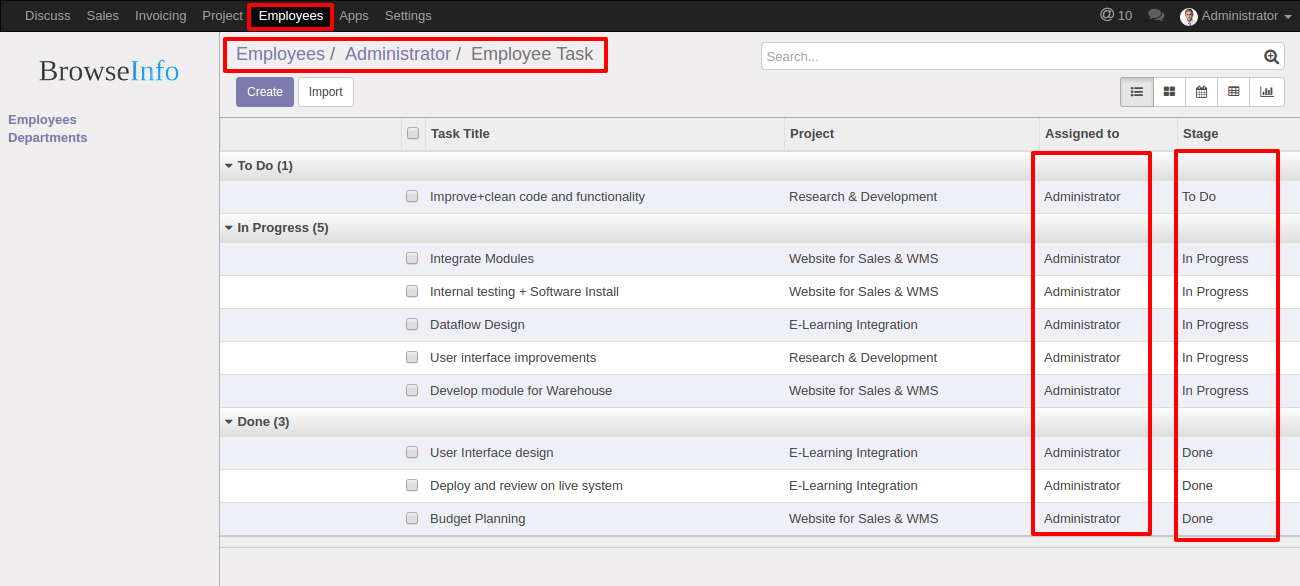 Discuss Sales Invoicing Project Employees Apps Settings @ 10 Administrator
BrowseInfo
Employees
Departments
Employees / Administrator / Employee Task
Search...
Create Import
Task Title Project Assigned to Stage
To Do (1)
Improve+clean code and functionality Research & Development Administrator To Do
In Progress (5)
Integrate Modules Website for Sales & WMS Administrator In Progress
Internal testing + Software Install Website for Sales & WMS Administrator In Progress
Dataflow Design E-Learning Integration Administrator In Progress
User interface improvements Research & Development Administrator In Progress
Develop module for Warehouse Website for Sales & WMS Administrator In Progress
Done (3)
User Interface design E-Learning Integration Administrator Done
Deploy and review on live system E-Learning Integration Administrator Done
Budget Planning Website for Sales & WMS Administrator Done